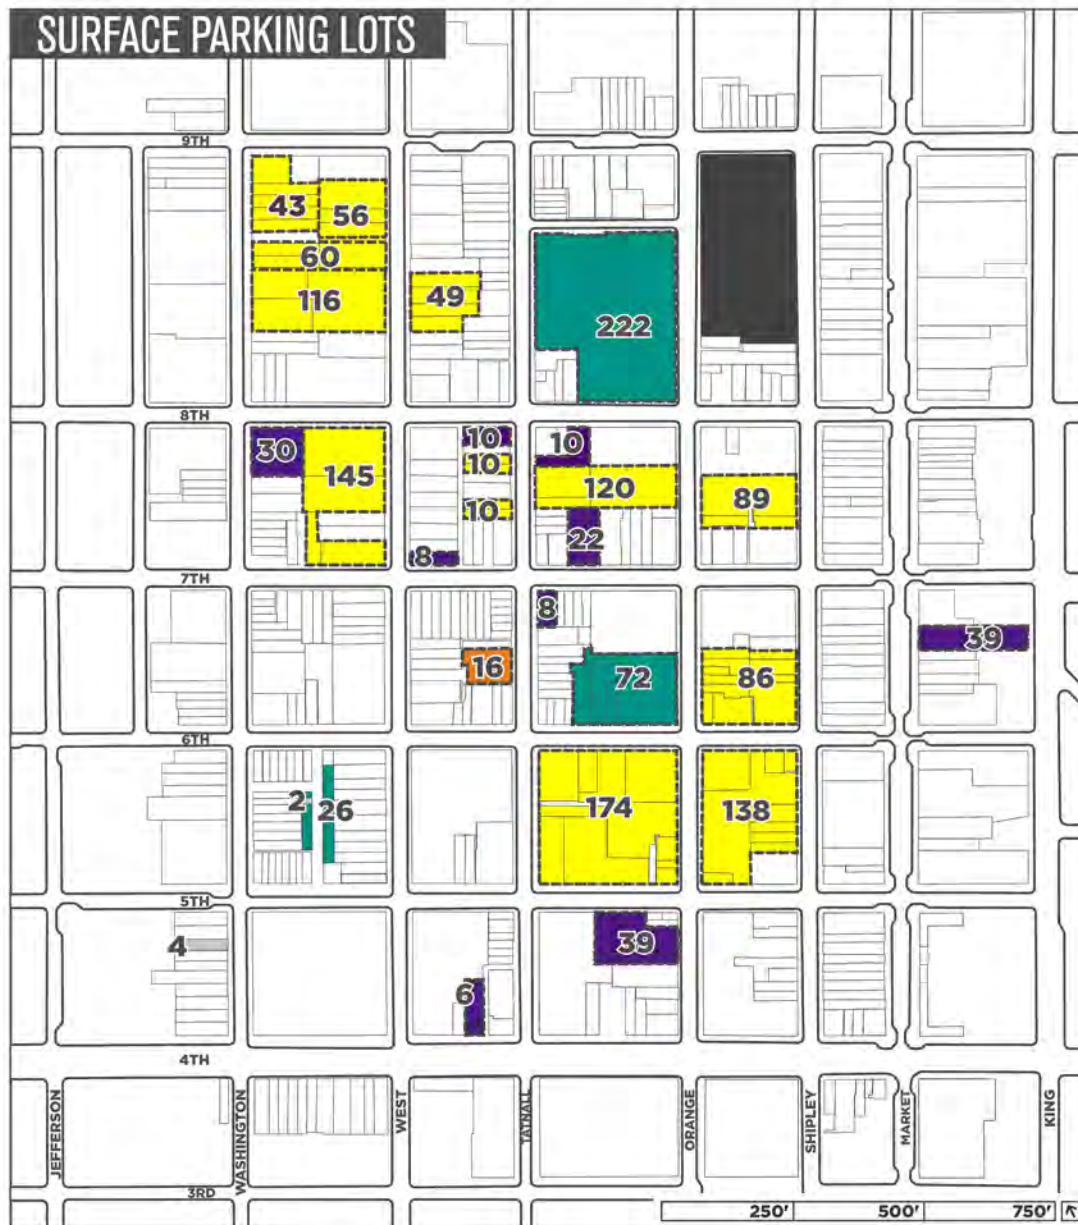 SURFACE PARKING LOTS
9TH
43
56
60
116
49
222
8TH
30
145
10
10
10
8
10
120
22
89
7TH
8
16
72
86
39
6TH
2
26
174
138
5TH
4
6
39
4TH
JEFFERSON
WASHINGTON
WEST
TATNALL
ORANGE
SHIPLEY
MARKET
KING
3RD
250' 500' 750'